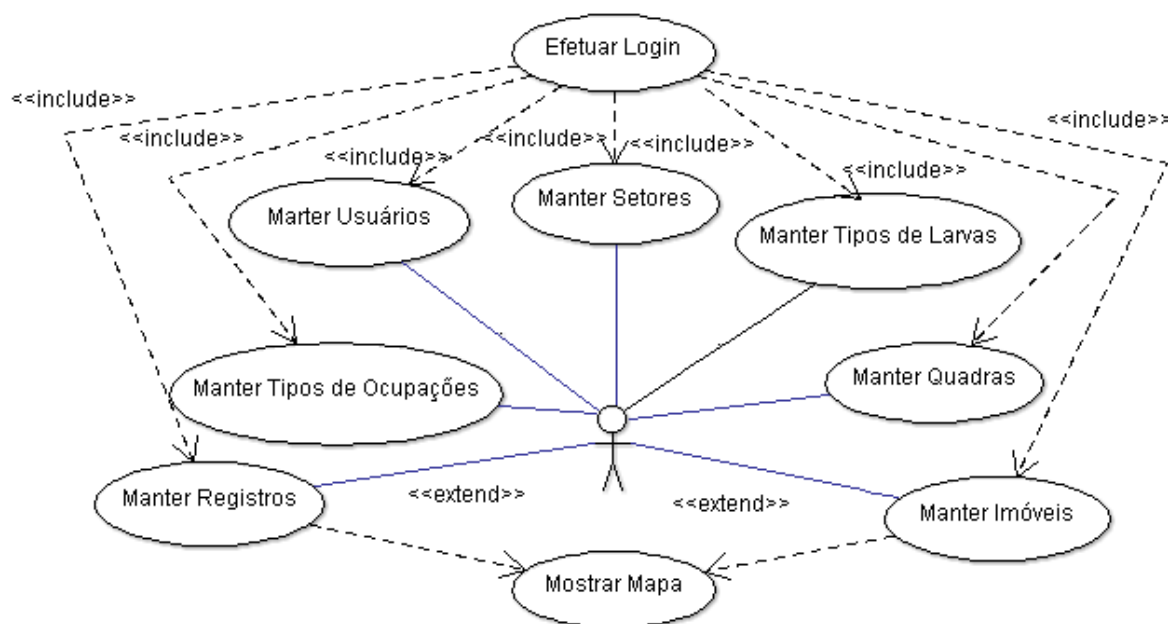 Efetuar Login
<<include>>
<<include>>
<<include>>
<<include>>
<<include>>
<<include>>
<<include>>
Marter Usuários
Manter Setores
Manter Tipos de Larvas
Manter Tipos de Ocupações
Manter Quadras
Manter Registros
<<extend>>
<<extend>>
Manter Imóveis
Mostrar Mapa